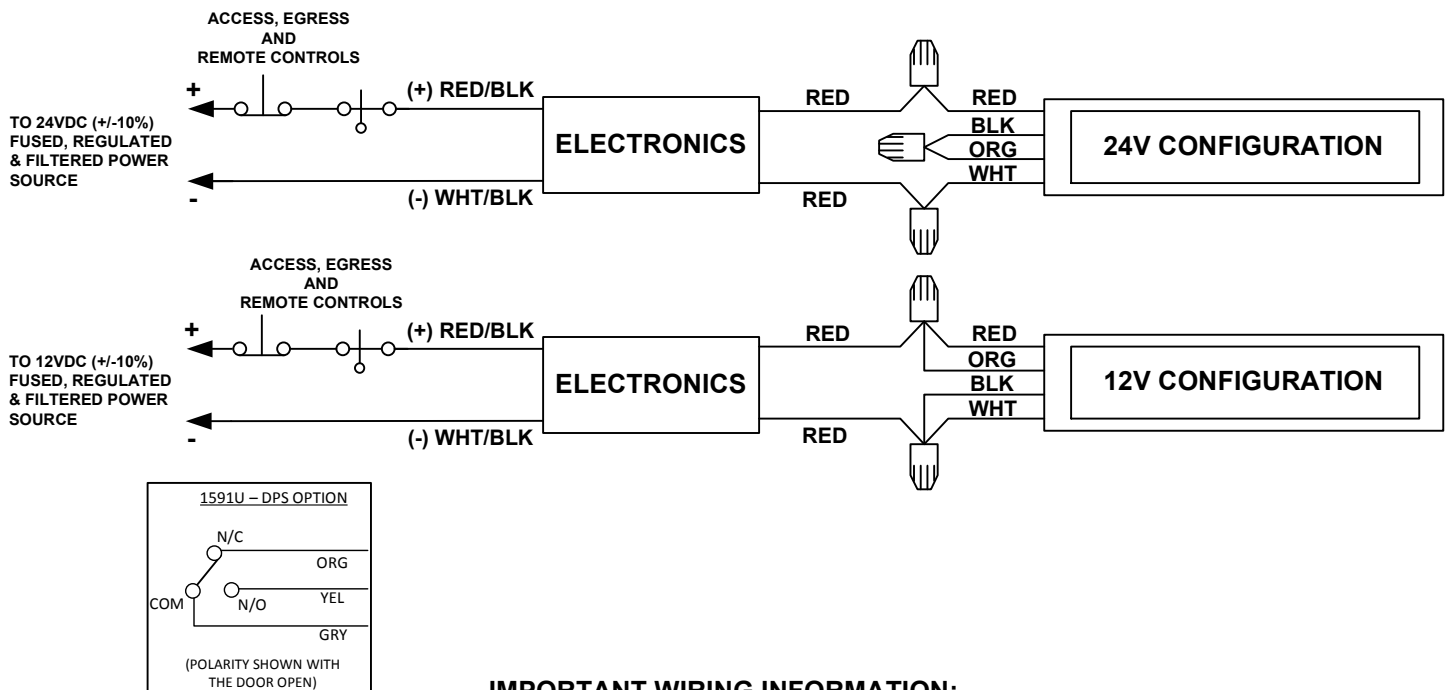 ACCESS, EGRESS
AND
REMOTE CONTROLS
+
(+) RED/BLK
TO 24VDC (+/-10%)
FUSED, REGULATED
& FILTERED POWER
SOURCE
-
(-) WHT/BLK
ELECTRONICS
RED
RED
RED
BLK
ORG
WHT
24V CONFIGURATION
ACCESS, EGRESS
AND
REMOTE CONTROLS
+
(+) RED/BLK
TO 12VDC (+/-10%)
FUSED, REGULATED
& FILTERED POWER
SOURCE
-
(-) WHT/BLK
ELECTRONICS
RED
RED
RED
ORG
BLK
WHT
12V CONFIGURATION
1591U – DPS OPTION
N/C
ORG
COM
N/O
YEL
GRY
(POLARITY SHOWN WITH
THE DOOR OPEN)
IMPORTANT WIRING INFORMATION: